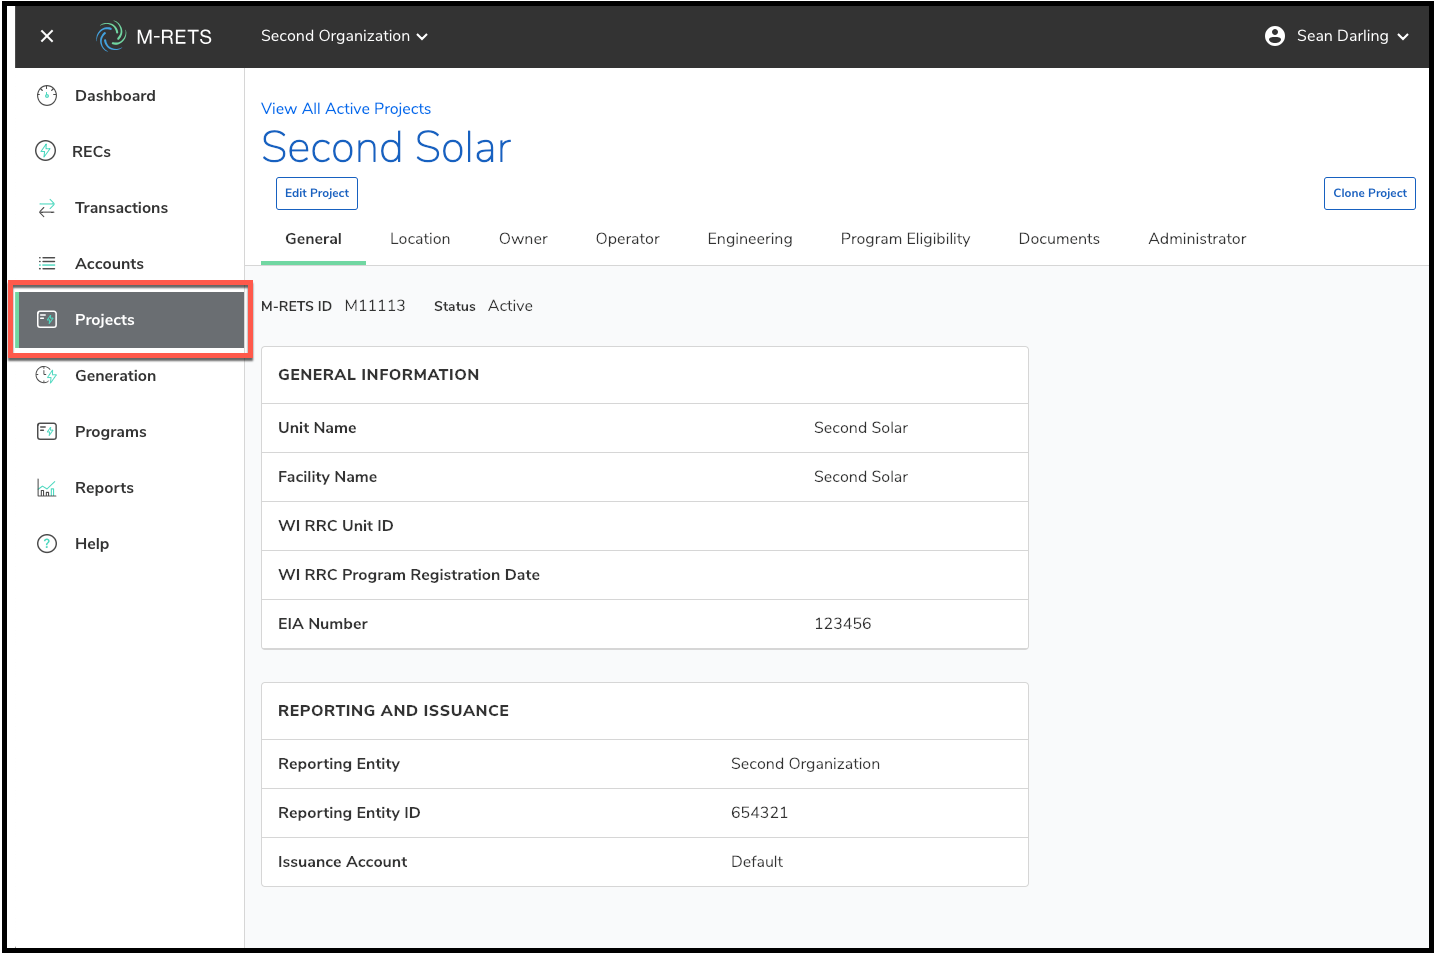 M-RETS Second Organization Sean Darling
Dashboard
RECs
Transactions
Accounts
Projects
Generation
Programs
Reports
Help
View All Active Projects
Second Solar
Edit Project Clone Project
General Location Owner Operator Engineering Program Eligibility Documents Administrator
M-RETS ID M11113 Status Active
GENERAL INFORMATION
Unit Name Second Solar
Facility Name Second Solar
WI RRC Unit ID
WI RRC Program Registration Date
EIA Number 123456
REPORTING AND ISSUANCE
Reporting Entity Second Organization
Reporting Entity ID 654321
Issuance Account Default